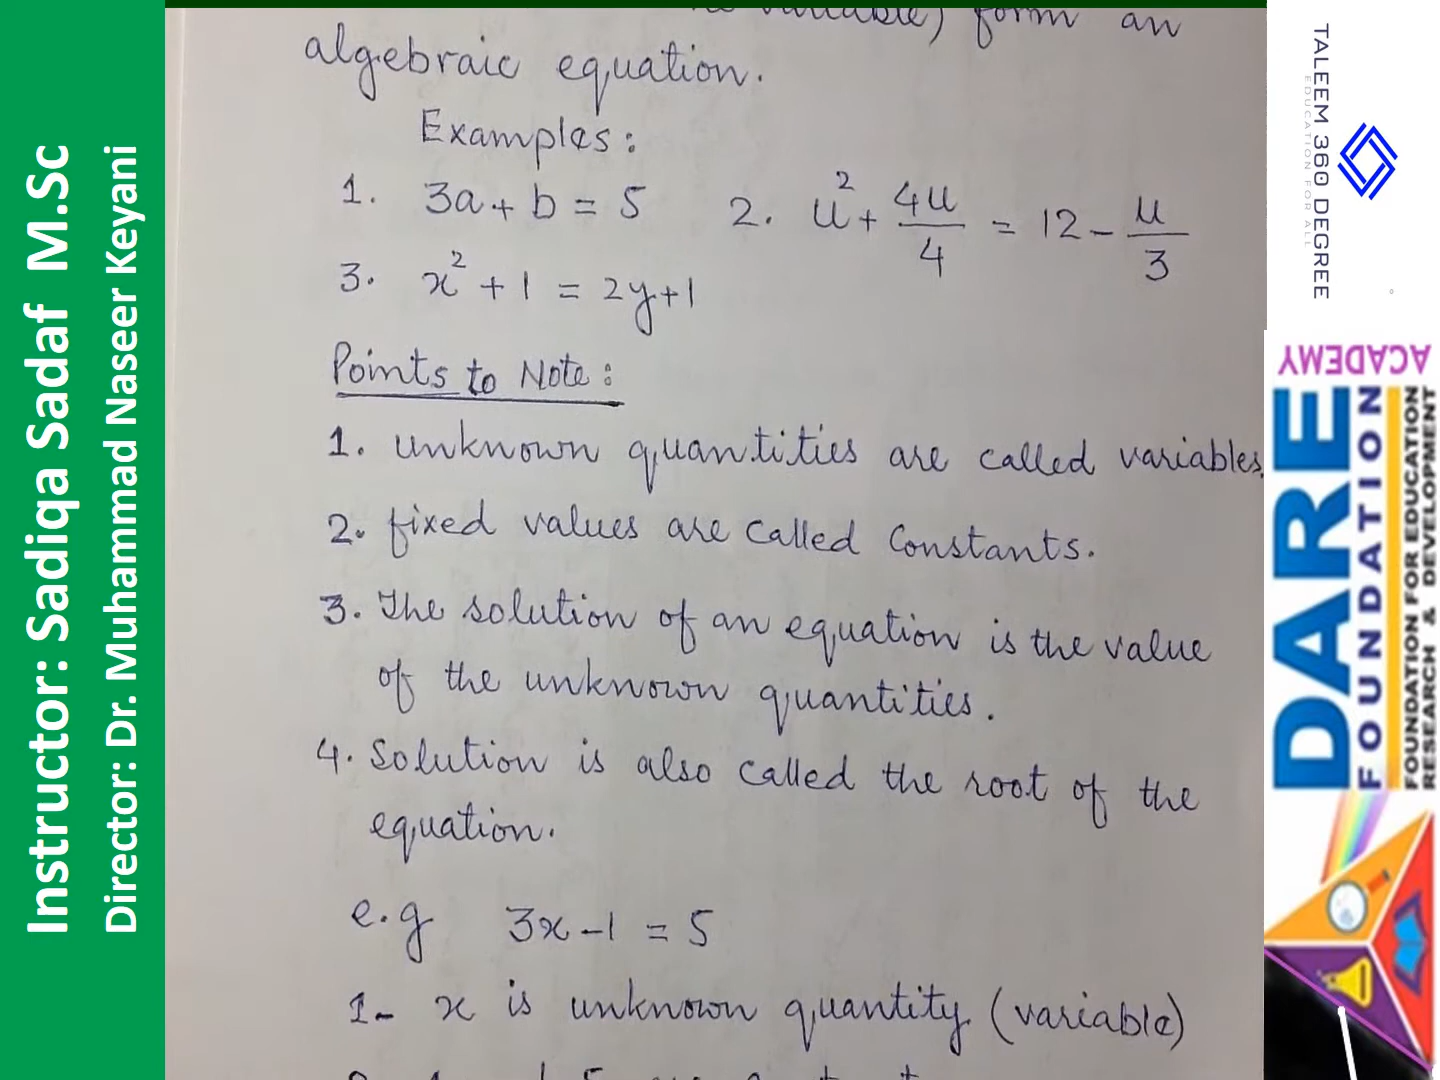 Instructor: Sadiqa Sadaf M.Sc
Director: Dr. Muhammad Naseer Keyani
variable) form an
algebraic equation.
Examples:
1. 3a + b = 5 2. u² + 4u/4 = 12 - u/3
3. x² + 1 = 2y+1
Points to Note:
1. unknown quantities are called variables.
2. fixed values are called Constants.
3. The solution of an equation is the value
of the unknown quantities.
4. Solution is also called the root of the
equation.
e.g 3x - 1 = 5
1- x is unknown quantity (variable)
TALEEM 360 DEGREE
EDUCATION FOR ALL
DARE
ACADEMY
FOUNDATION
FOUNDATION FOR EDUCATION
RESEARCH & DEVELOPMENT